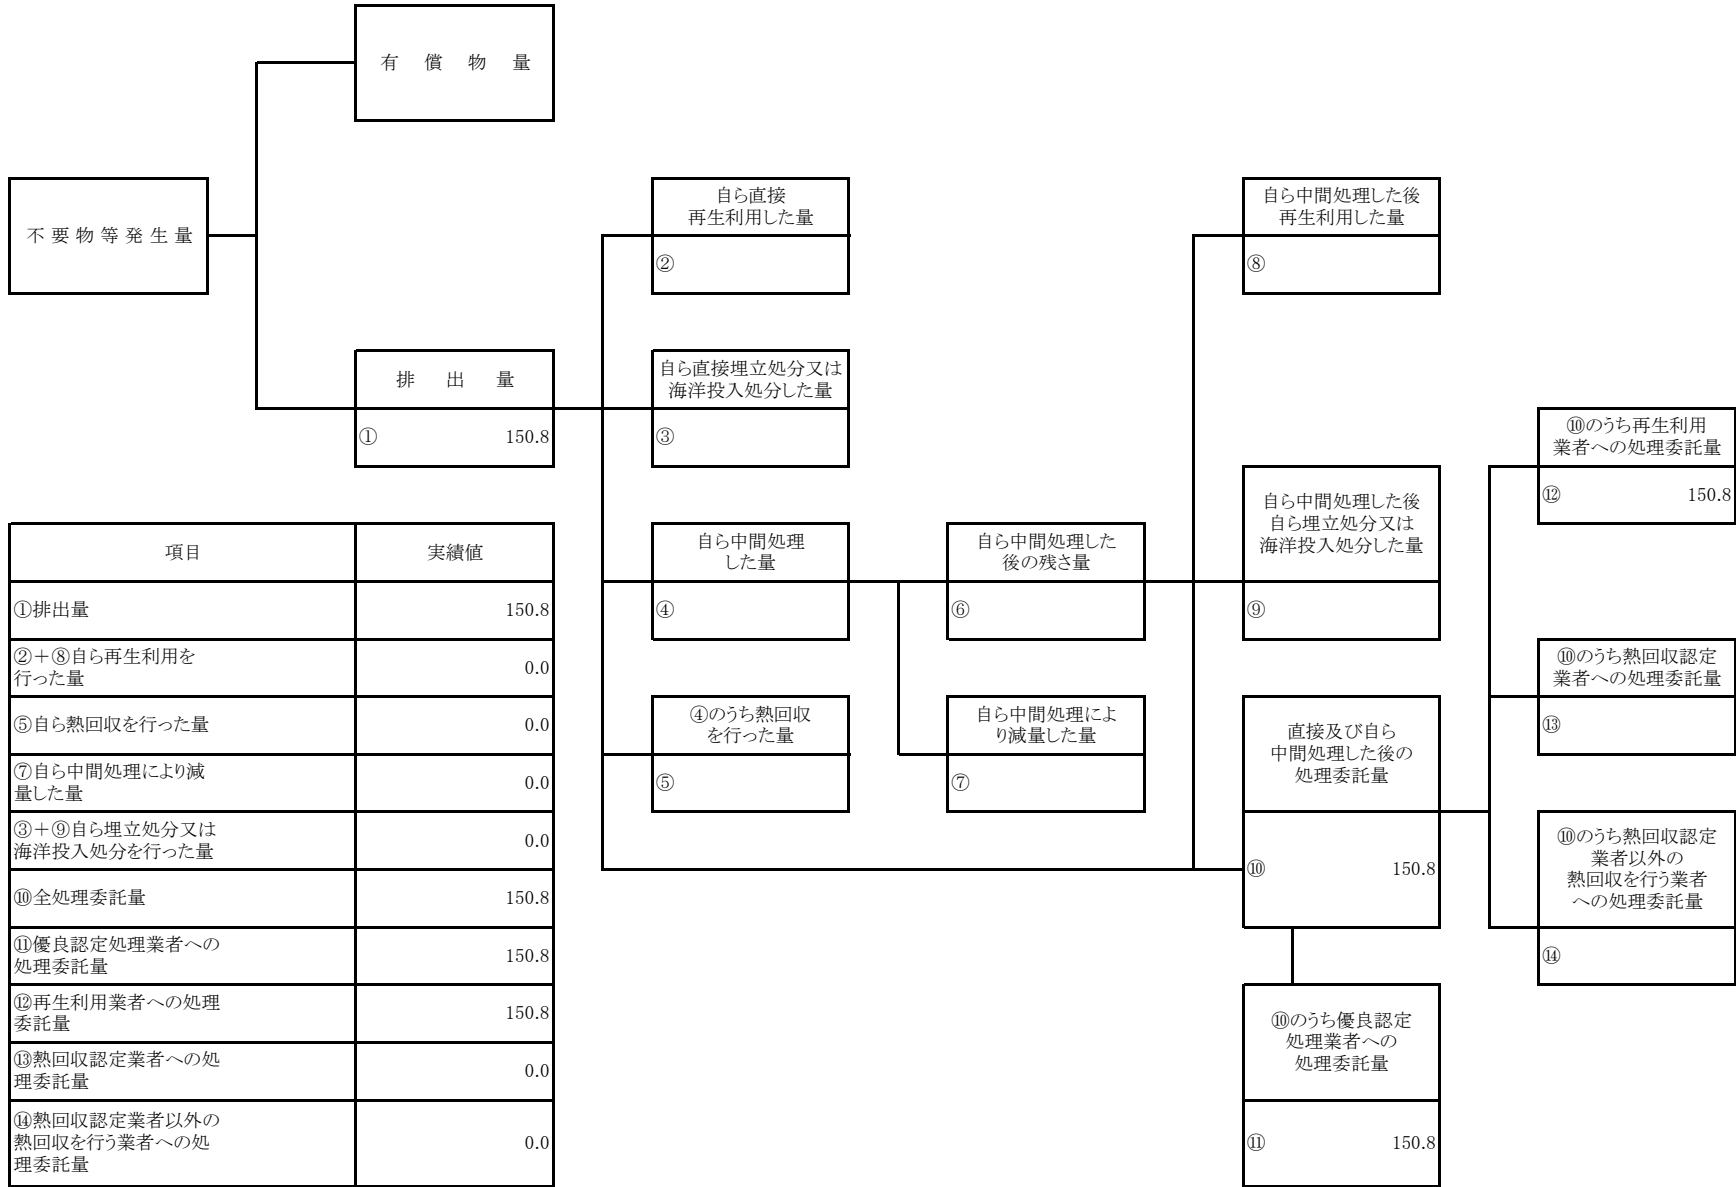 有 償 物 量
不 要 物 等 発 生 量
自ら直接
再生利用した量
②
自ら中間処理した後
再生利用した量
⑧
排 出 量
① 150.8
自ら直接埋立処分又は
海洋投入処分した量
③
⑩のうち再生利用
業者への処理委託量
⑫ 150.8
自ら中間処理
した量
④
自ら中間処理した
後の残さ量
⑥
自ら中間処理した後
自ら埋立処分又は
海洋投入処分した量
⑨
⑩のうち熱回収認定
業者への処理委託量
⑬
④のうち熱回収
を行った量
⑤
自ら中間処理によ
り減量した量
⑦
直接及び自ら
中間処理した後の
処理委託量
⑩ 150.8
⑩のうち熱回収認定
業者以外の
熱回収を行う業者
への処理委託量
⑭
⑩のうち優良認定
処理業者への
処理委託量
⑪ 150.8
項目 実績値
①排出量 150.8
②＋⑧自ら再生利用を
行った量 0.0
⑤自ら熱回収を行った量 0.0
⑦自ら中間処理により減
量した量 0.0
③＋⑨自ら埋立処分又は
海洋投入処分を行った量 0.0
⑩全処理委託量 150.8
⑪優良認定処理業者への
処理委託量 150.8
⑫再生利用業者への処理
委託量 150.8
⑬熱回収認定業者への処
理委託量 0.0
⑭熱回収認定業者以外の
熱回収を行う業者への処
理委託量 0.0